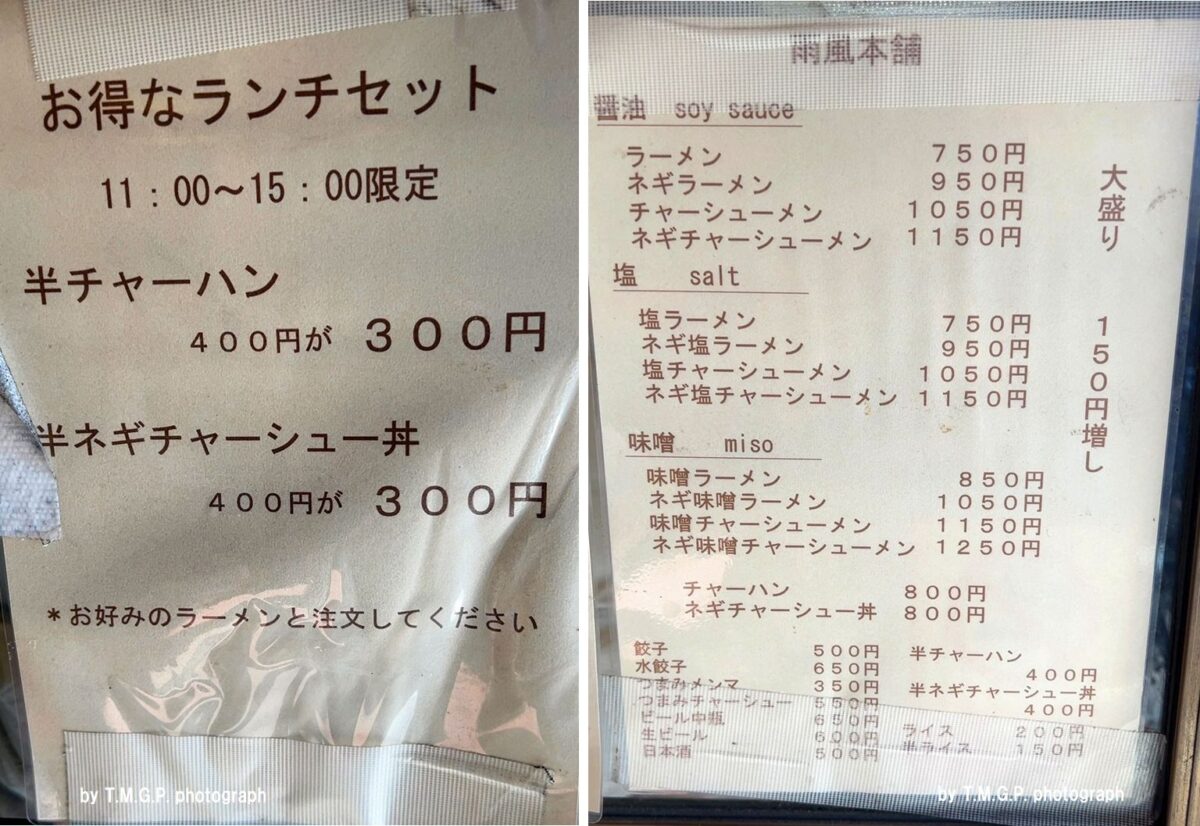 お得なランチセット
11：00～15：00限定
半チャーハン
400円が 300円
半ネギチャーシュー丼
400円が 300円
＊お好みのラーメンと注文してください
by T.M.G.P. photograph
雨風本舗
醤油 soy sauce
ラーメン 750円
ネギラーメン 950円
チャーシューメン 1050円
ネギチャーシューメン 1150円
塩 salt
塩ラーメン 750円
ネギ塩ラーメン 950円
塩チャーシューメン 1050円
ネギ塩チャーシューメン 1150円
味噌 miso
味噌ラーメン 850円
ネギ味噌ラーメン 1050円
味噌チャーシューメン 1150円
ネギ味噌チャーシューメン 1250円
大盛り 150円増し
チャーハン 800円
ネギチャーシュー丼 800円
餃子 500円
水餃子 650円
つまみメンマ 350円
つまみチャーシュー 550円
ビール中瓶 650円
生ビール 600円
日本酒 500円
半チャーハン
400円
半ネギチャーシュー丼
400円
ライス 200円
半ライス 150円
by T.M.G.P. photograph